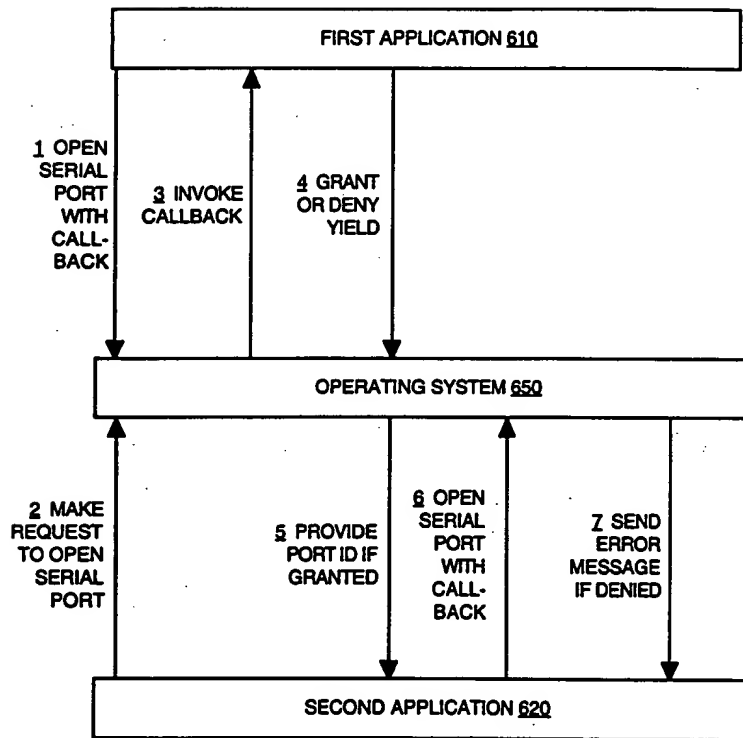 FIRST APPLICATION 610
1 OPEN
SERIAL
PORT
WITH
CALL-
BACK
3 INVOKE
CALLBACK
4 GRANT
OR DENY
YIELD
OPERATING SYSTEM 650
2 MAKE
REQUEST
TO OPEN
SERIAL
PORT
5 PROVIDE
PORT ID IF
GRANTED
6 OPEN
SERIAL
PORT
WITH
CALL-
BACK
7 SEND
ERROR
MESSAGE
IF DENIED
SECOND APPLICATION 620